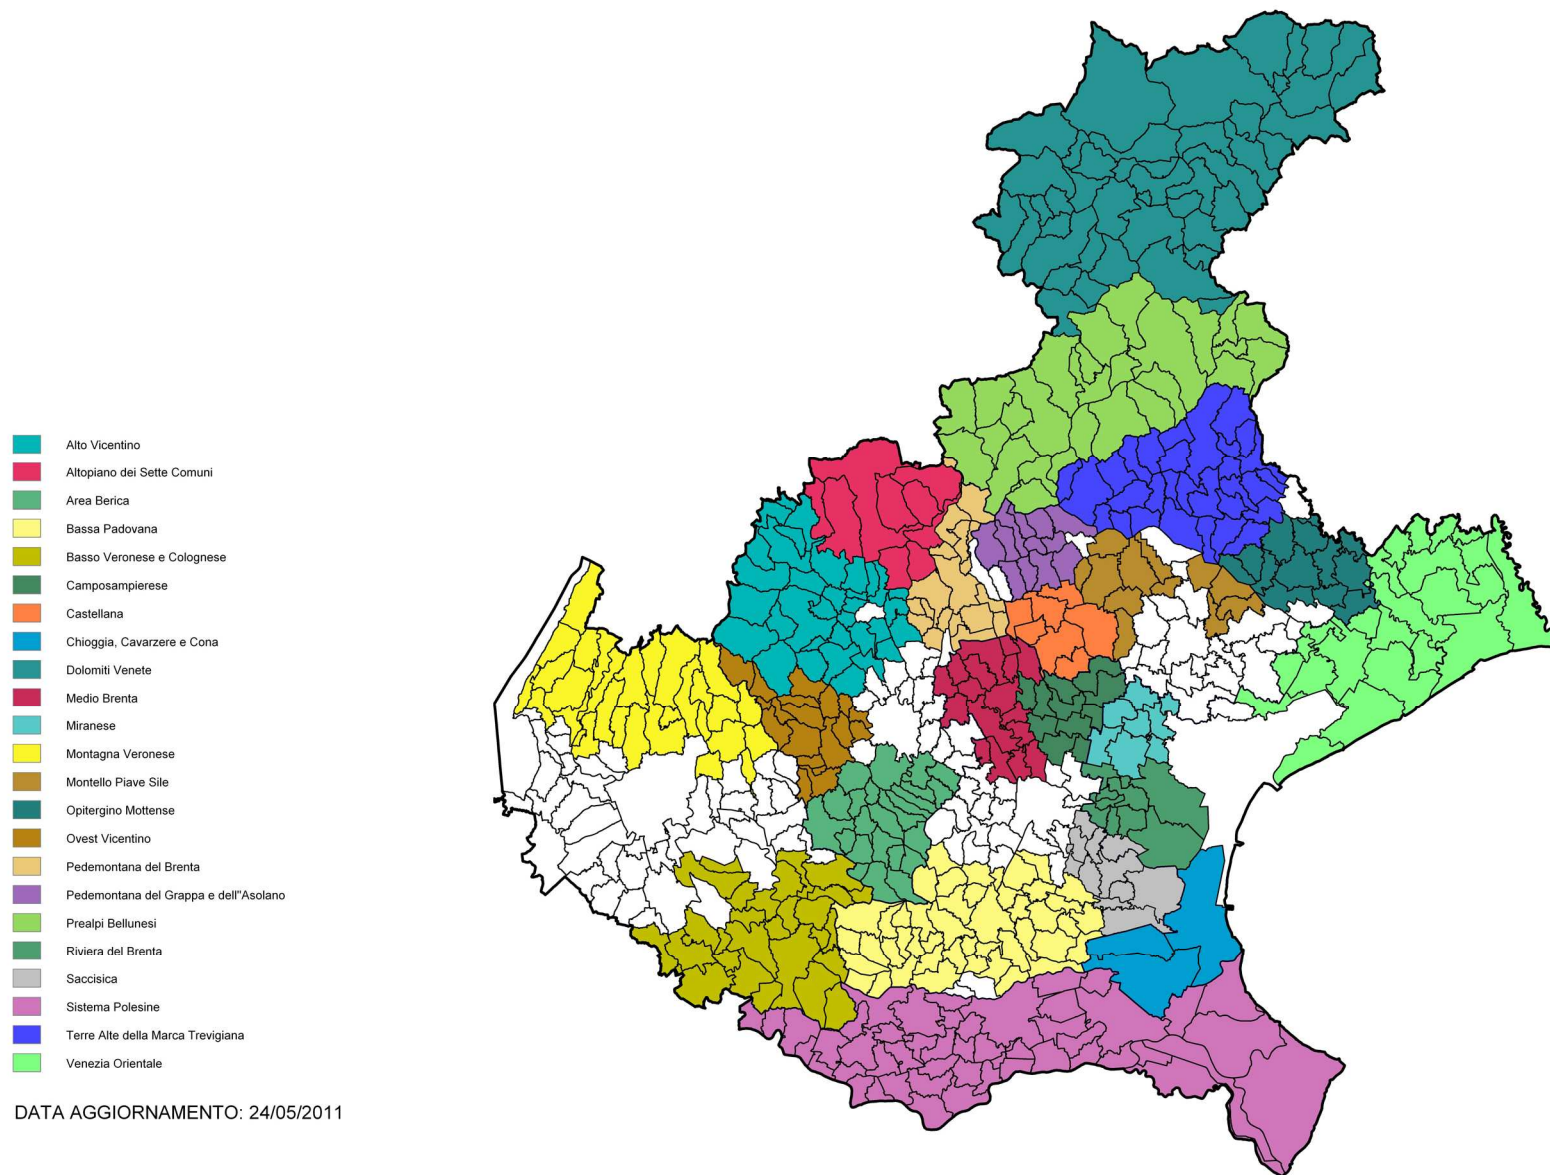 Alto Vicentino
Altopiano dei Sette Comuni
Area Berica
Bassa Padovana
Basso Veronese e Colognese
Camposampierese
Castellana
Chioggia, Cavarzere e Cona
Dolomiti Venete
Medio Brenta
Miranese
Montagna Veronese
Montello Piave Sile
Opitergino Mottense
Ovest Vicentino
Pedemontana del Brenta
Pedemontana del Grappa e dell"Asolano
Prealpi Bellunesi
Riviera del Brenta
Saccisica
Sistema Polesine
Terre Alte della Marca Trevigiana
Venezia Orientale
DATA AGGIORNAMENTO: 24/05/2011